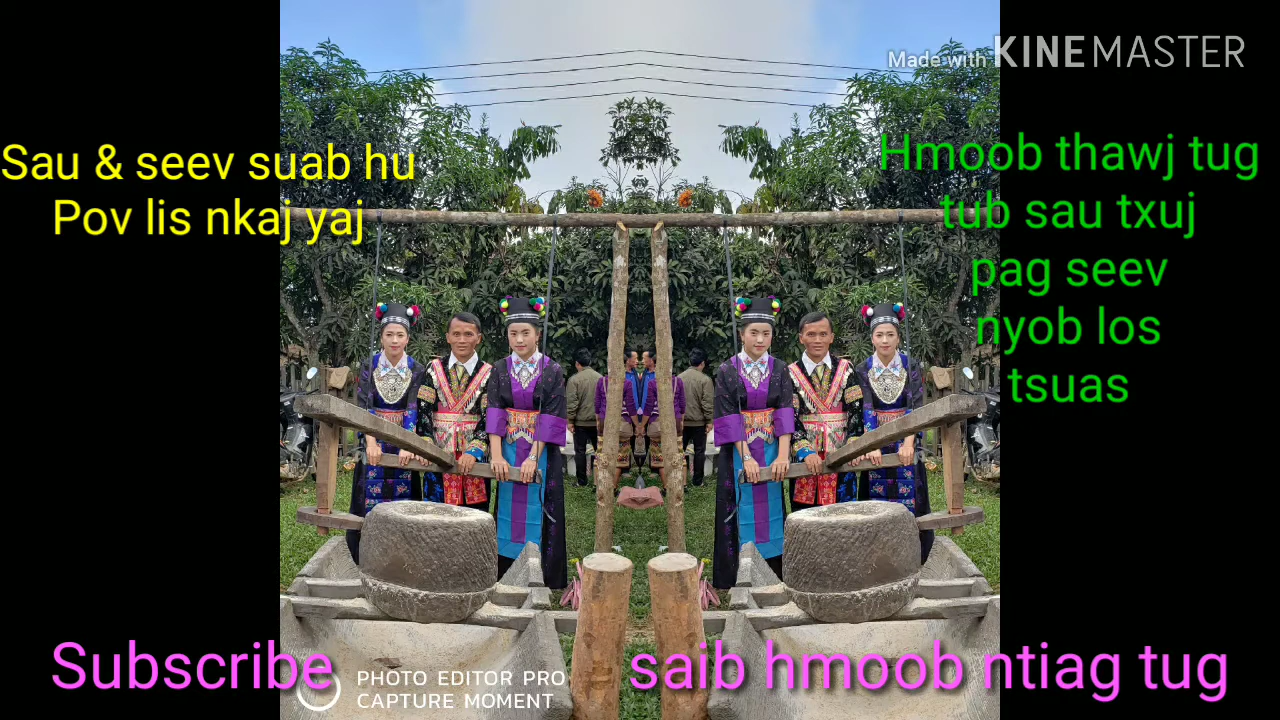 Made with KINEMASTER
Sau & seev suab hu
Pov lis nkaj yaj
Hmoob thawj tug
tub sau txuj
pag seev
nyob los
tsuas
Subscribe
saib hmoob ntiag tug
PHOTO EDITOR PRO
CAPTURE MOMENT